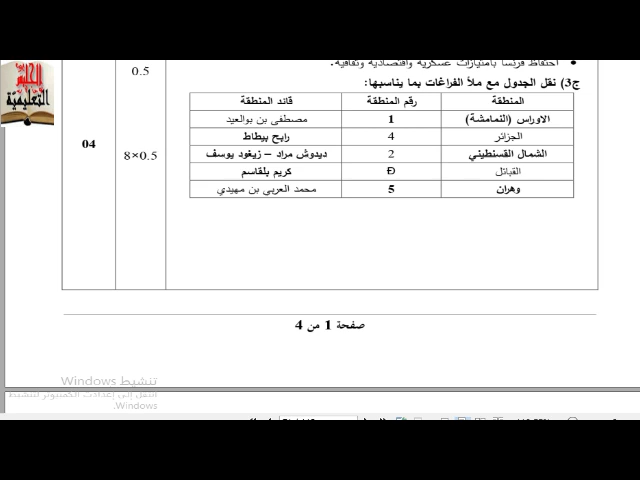 احتفاظ فرنسا بامتيازات عسكرية واقتصادية وثقافية.
0.5
ج3) نقل الجدول مع ملأ الفراغات بما يناسبها:
المنطقة رقم المنطقة قائد المنطقة
الاوراس (النمامشة) 1 مصطفى بن بوالعيد
الجزائر 4 رابح بيطاط
الشمال القسنطيني 2 ديدوش مراد – زيغود يوسف
القبائل Đ كريم بلقاسم
وهران 5 محمد العربي بن مهيدي
8×0.5
04
صفحة 1 من 4
تنشيط Windows
انتقل إلى إعدادات الكمبيوتر لتنشيط
Windows.
التعليمية